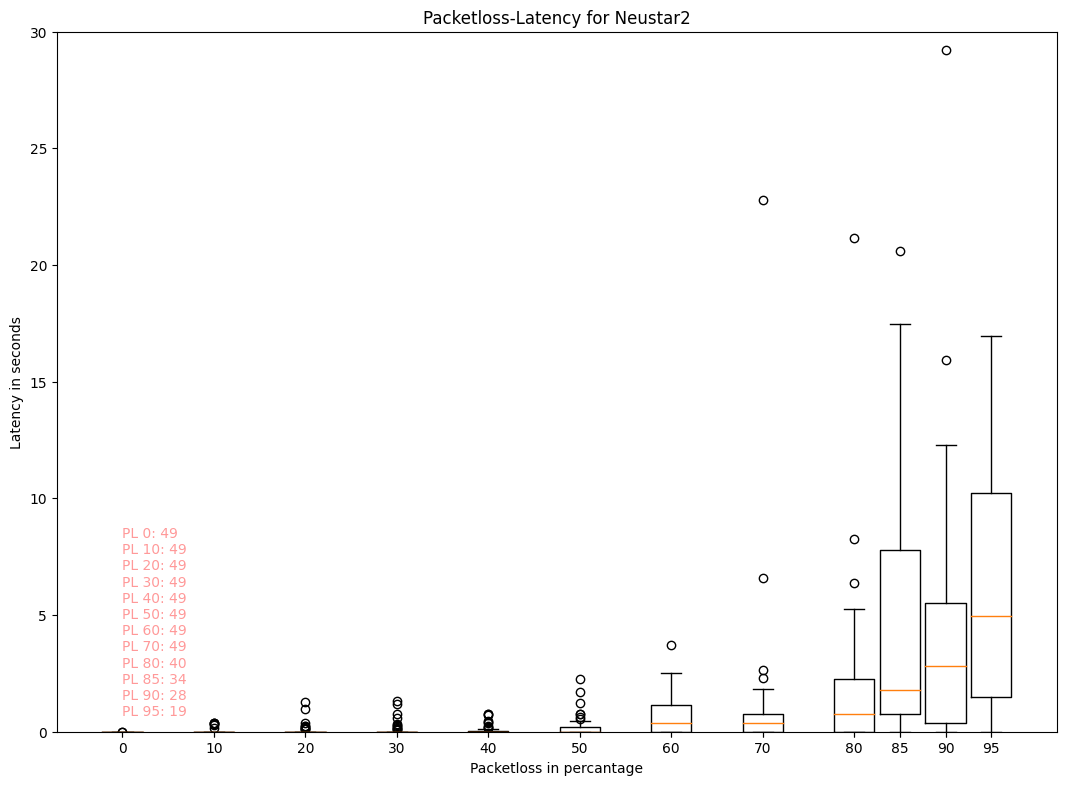 Packetloss-Latency for Neustar2
30
25
20
15
10
5
0
Latency in seconds
PL 0: 49
PL 10: 49
PL 20: 49
PL 30: 49
PL 40: 49
PL 50: 49
PL 60: 49
PL 70: 49
PL 80: 40
PL 85: 34
PL 90: 28
PL 95: 19
0 10 20 30 40 50 60 70 80 85 90 95
Packetloss in percantage